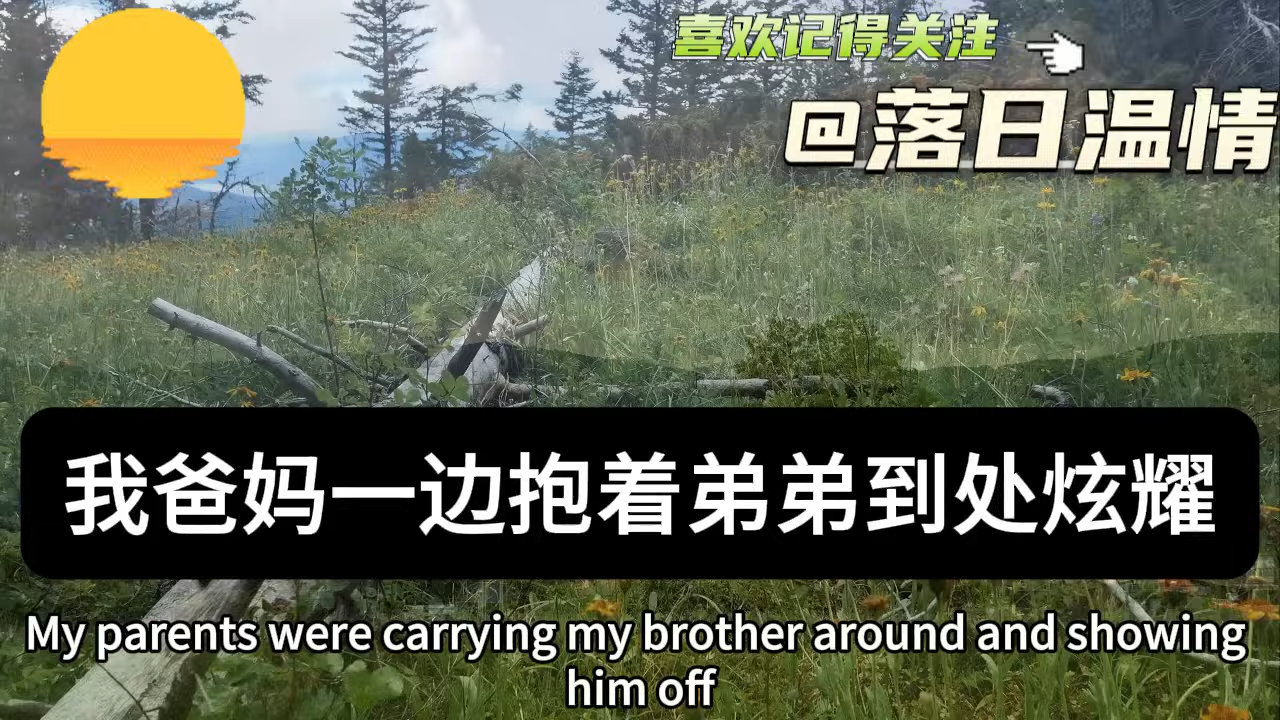 喜欢记得关注
@落日温情
我爸妈一边抱着弟弟到处炫耀
My parents were carrying my brother around and showing
him off